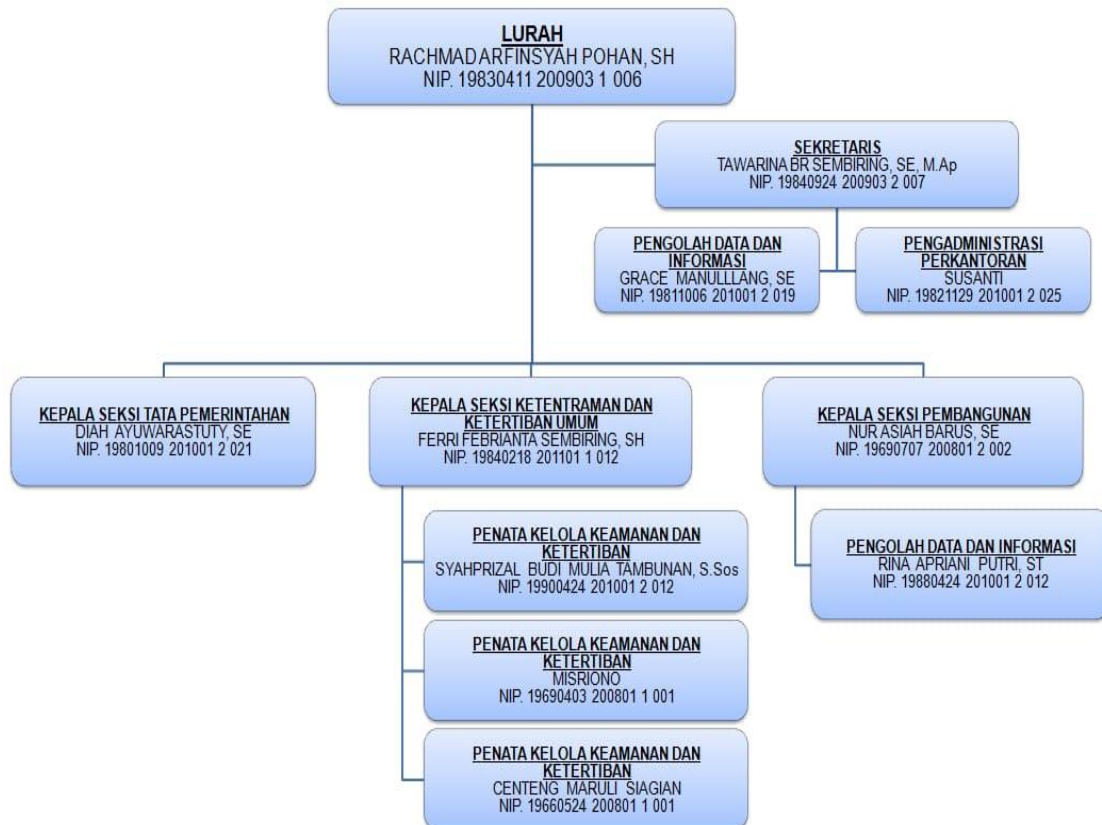 LURAH
RACHMAD ARFINSYAH POHAN, SH
NIP. 19830411 200903 1 006
SEKRETARIS
TAWARINA BR SEMBIRING, SE, M.Ap
NIP. 19840924 200903 2 007
PENGOLAH DATA DAN
INFORMASI
GRACE MANULLLANG, SE
NIP. 19811006 201001 2 019
PENGADMINISTRASI
PERKANTORAN
SUSANTI
NIP. 19821129 201001 2 025
KEPALA SEKSI TATA PEMERINTAHAN
DIAH AYUWARASTUTY, SE
NIP. 19801009 201001 2 021
KEPALA SEKSI KETENTRAMAN DAN
KETERTIBAN UMUM
FERRI FEBRIANTA SEMBIRING, SH
NIP. 19840218 201101 1 012
KEPALA SEKSI PEMBANGUNAN
NUR ASIAH BARUS, SE
NIP. 19690707 200801 2 002
PENATA KELOLA KEAMANAN DAN
KETERTIBAN
SYAHPRIZAL BUDI MULIA TAMBUNAN, S.Sos
NIP. 19900424 201001 2 012
PENATA KELOLA KEAMANAN DAN
KETERTIBAN
MISRIONO
NIP. 19690403 200801 1 001
PENATA KELOLA KEAMANAN DAN
KETERTIBAN
CENTENG MARULI SIAGIAN
NIP. 19660524 200801 1 001
PENGOLAH DATA DAN INFORMASI
RINA APRIANI PUTRI, ST
NIP. 19880424 201001 2 012